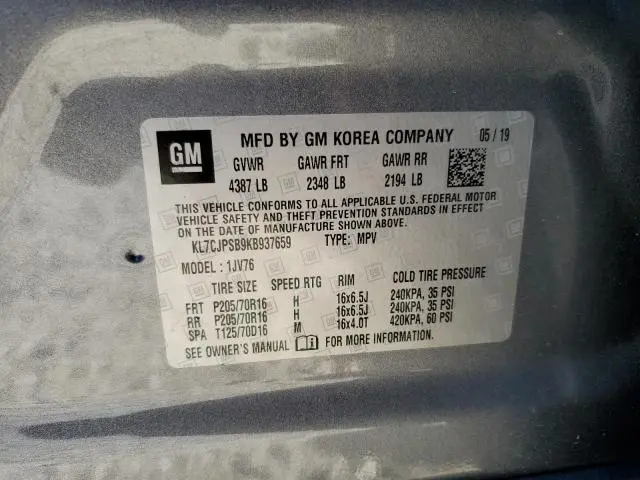 GM MFD BY GM KOREA COMPANY 05 / 19
GVWR GAWR FRT GAWR RR
4387 LB 2348 LB 2194 LB
THIS VEHICLE CONFORMS TO ALL APPLICABLE U.S. FEDERAL MOTOR
VEHICLE SAFETY AND THEFT PREVENTION STANDARDS IN EFFECT
ON THE DATE OF MANUFACTURE SHOWN ABOVE.
KL7CJPSB9KB937659 TYPE: MPV
MODEL : 1JV76
TIRE SIZE SPEED RTG RIM COLD TIRE PRESSURE
FRT P205/70R16 H 16x6.5J 240KPA, 35 PSI
RR P205/70R16 H 16x6.5J 240KPA, 35 PSI
SPA T125/70D16 M 16x4.0T 420KPA, 60 PSI
SEE OWNER'S MANUAL FOR MORE INFORMATION.